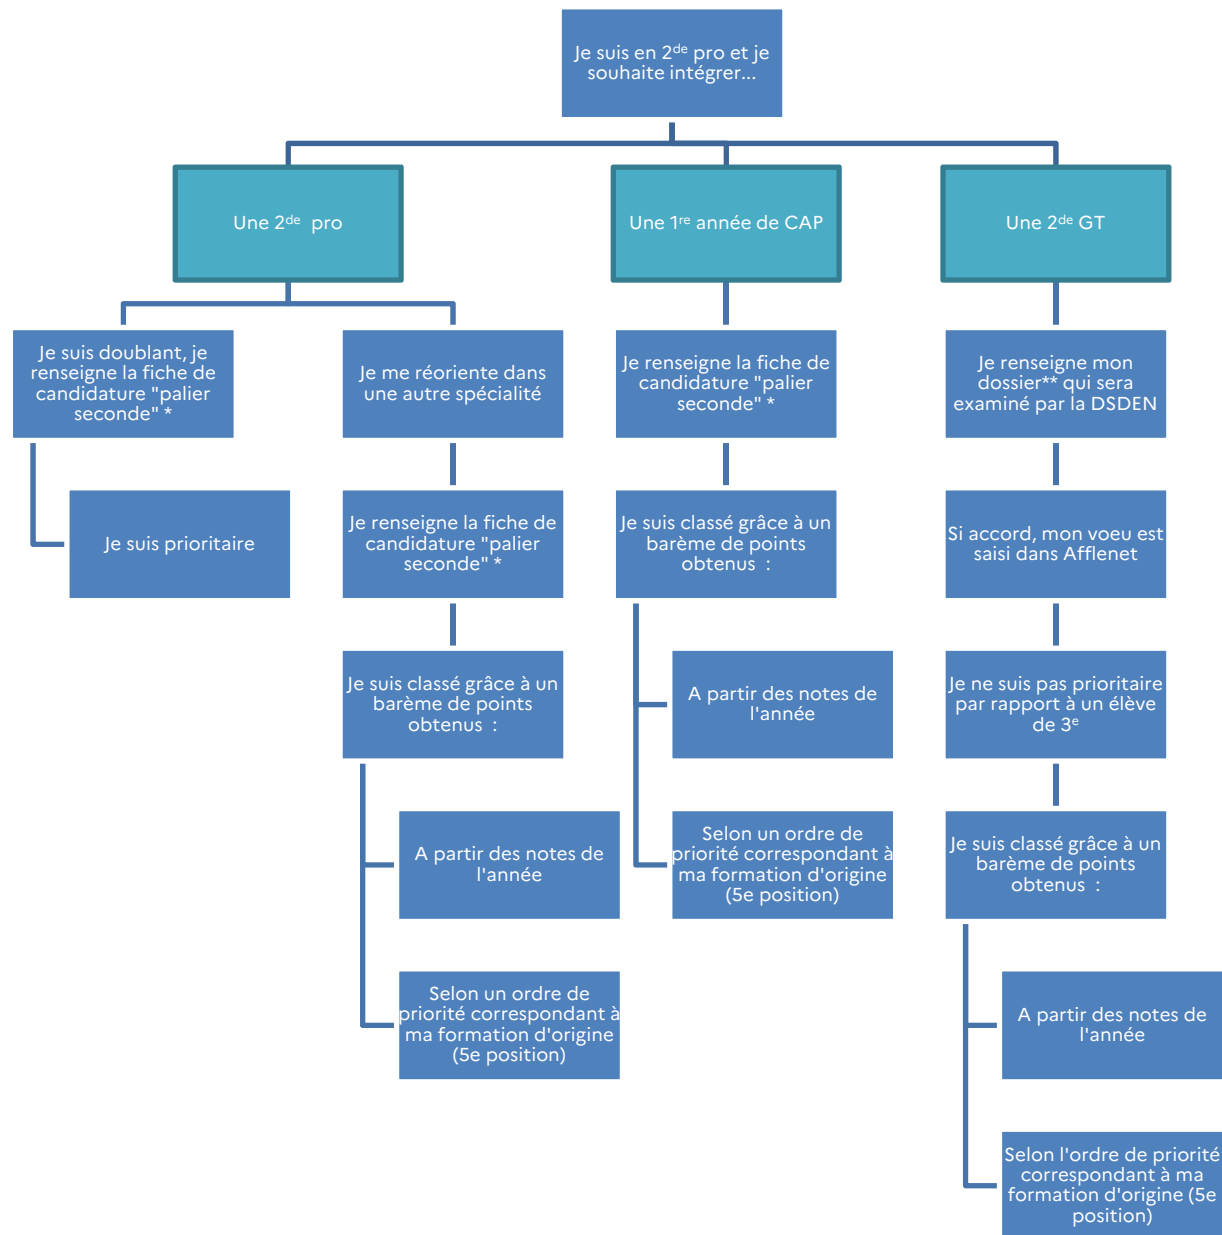 Je suis en 2de pro et je
souhaite intégrer...
Une 2de pro
Une 1re année de CAP
Une 2de GT
Je suis doublant, je
renseigne la fiche de
candidature "palier
seconde" *
Je me réoriente dans
une autre spécialité
Je renseigne la fiche de
candidature "palier
seconde" *
Je renseigne mon
dossier** qui sera
examiné par la DSDEN
Je suis prioritaire
Je renseigne la fiche de
candidature "palier
seconde" *
Je suis classé grâce à un
barème de points
obtenus :
Si accord, mon voeu est
saisi dans Afflenet
Je suis classé grâce à un
barème de points
obtenus :
A partir des notes de
l'année
Je ne suis pas prioritaire
par rapport à un élève
de 3e
A partir des notes de
l'année
Selon un ordre de
priorité correspondant à
ma formation d'origine
(5e position)
Je suis classé grâce à un
barème de points
obtenus :
Selon un ordre de
priorité correspondant à
ma formation d'origine
(5e position)
A partir des notes de
l'année
Selon l'ordre de priorité
correspondant à ma
formation d'origine (5e
position)